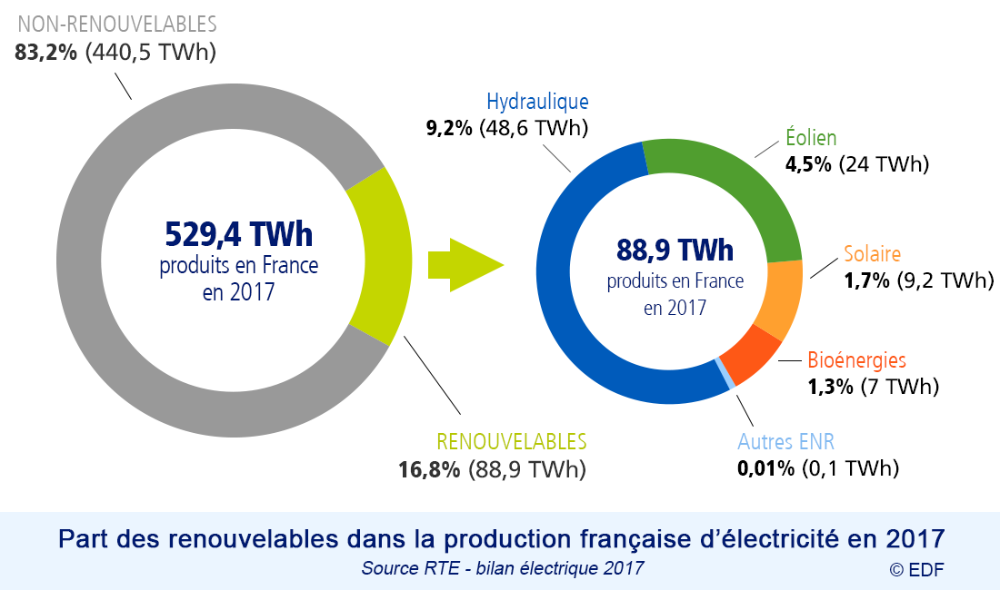 NON-RENOUVELABLES
83,2% (440,5 TWh)
529,4 TWh
produits en France
en 2017
RENOUVELABLES
16,8% (88,9 TWh)
Hydraulique
9,2% (48,6 TWh)
Éolien
4,5% (24 TWh)
88,9 TWh
produits en France
en 2017
Solaire
1,7% (9,2 TWh)
Bioénergies
1,3% (7 TWh)
Autres ENR
0,01% (0,1 TWh)
Part des renouvelables dans la production française d’électricité en 2017
Source RTE - bilan électrique 2017
© EDF